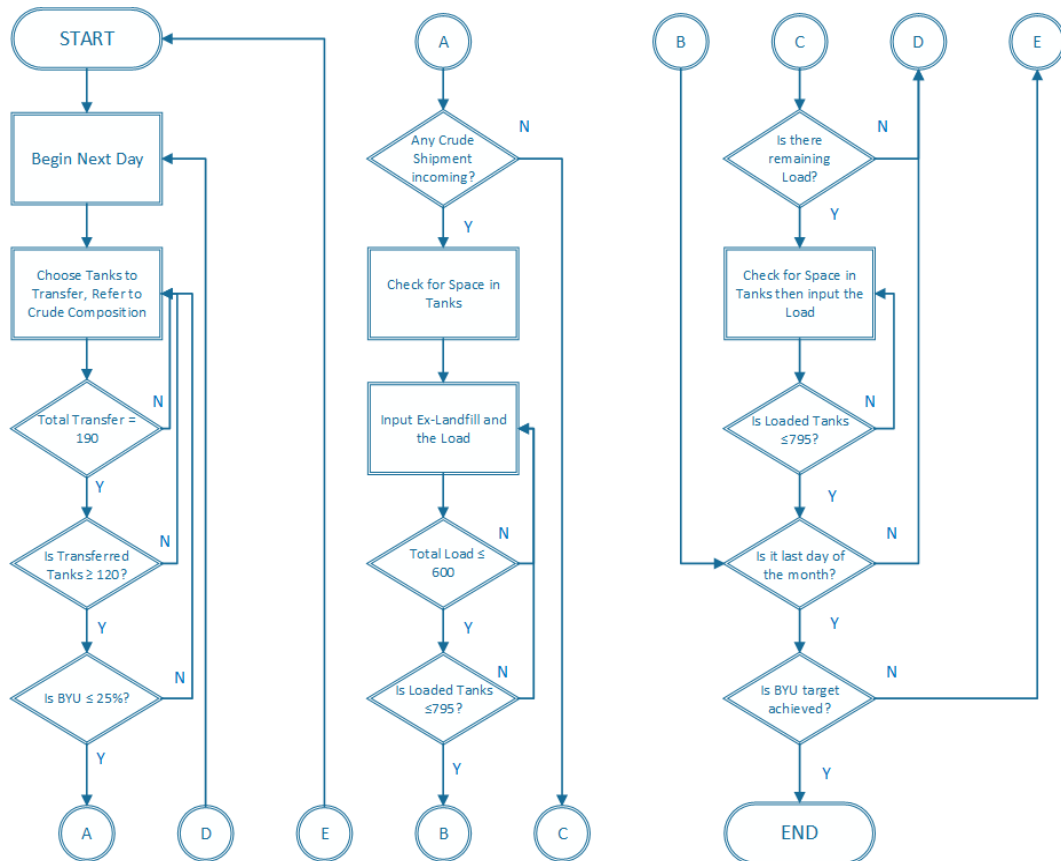 START
Begin Next Day
Choose Tanks to
Transfer, Refer to
Crude Composition
Total Transfer =
190
N
Y
Is Transferred
Tanks ≥ 120?
N
Y
Is BYU ≤ 25%?
N
Y
A
D
E
A
Any Crude
Shipment
incoming?
N
Y
Check for Space in
Tanks
Input Ex-Landfill and
the Load
Total Load ≤
600
N
Y
Is Loaded Tanks
≤795?
N
Y
B
C
B
C
D
E
Is there
remaining
Load?
N
Y
Check for Space in
Tanks then input the
Load
Is Loaded Tanks
≤795?
N
Y
Is it last day of
the month?
N
Y
Is BYU target
achieved?
N
Y
END